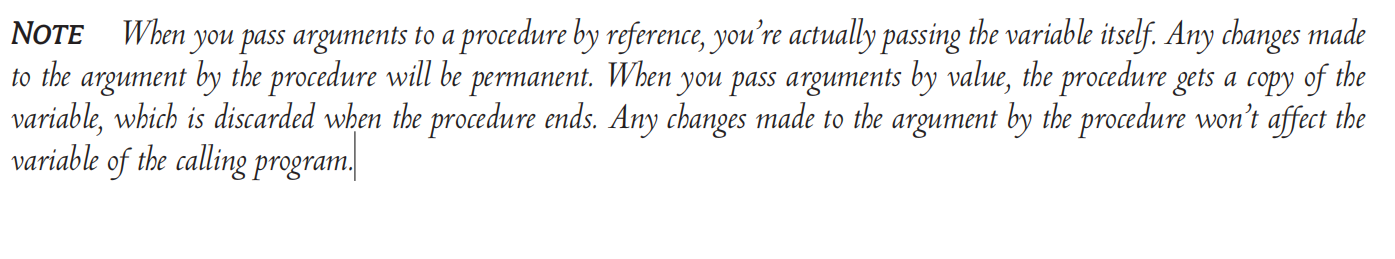 NOTE When you pass arguments to a procedure by reference, you’re actually passing the variable itself. Any changes made
to the argument by the procedure will be permanent. When you pass arguments by value, the procedure gets a copy of the
variable, which is discarded when the procedure ends. Any changes made to the argument by the procedure won’t affect the
variable of the calling program.